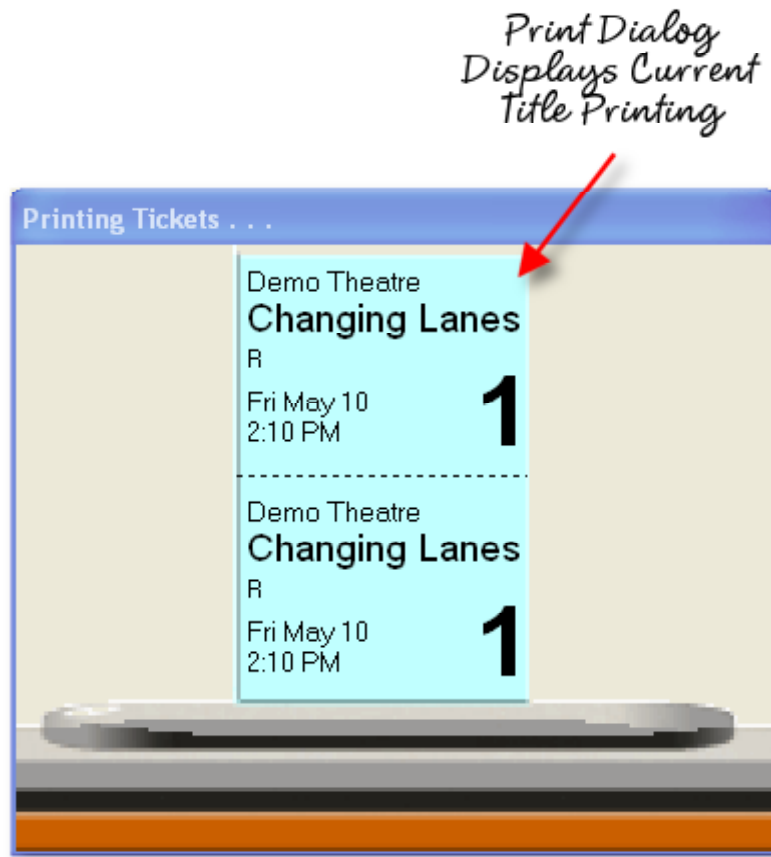 Print Dialog
Displays Current
Title Printing
Printing Tickets . . .
Demo Theatre
Changing Lanes
R
Fri May 10
2:10 PM
1
Demo Theatre
Changing Lanes
R
Fri May 10
2:10 PM
1